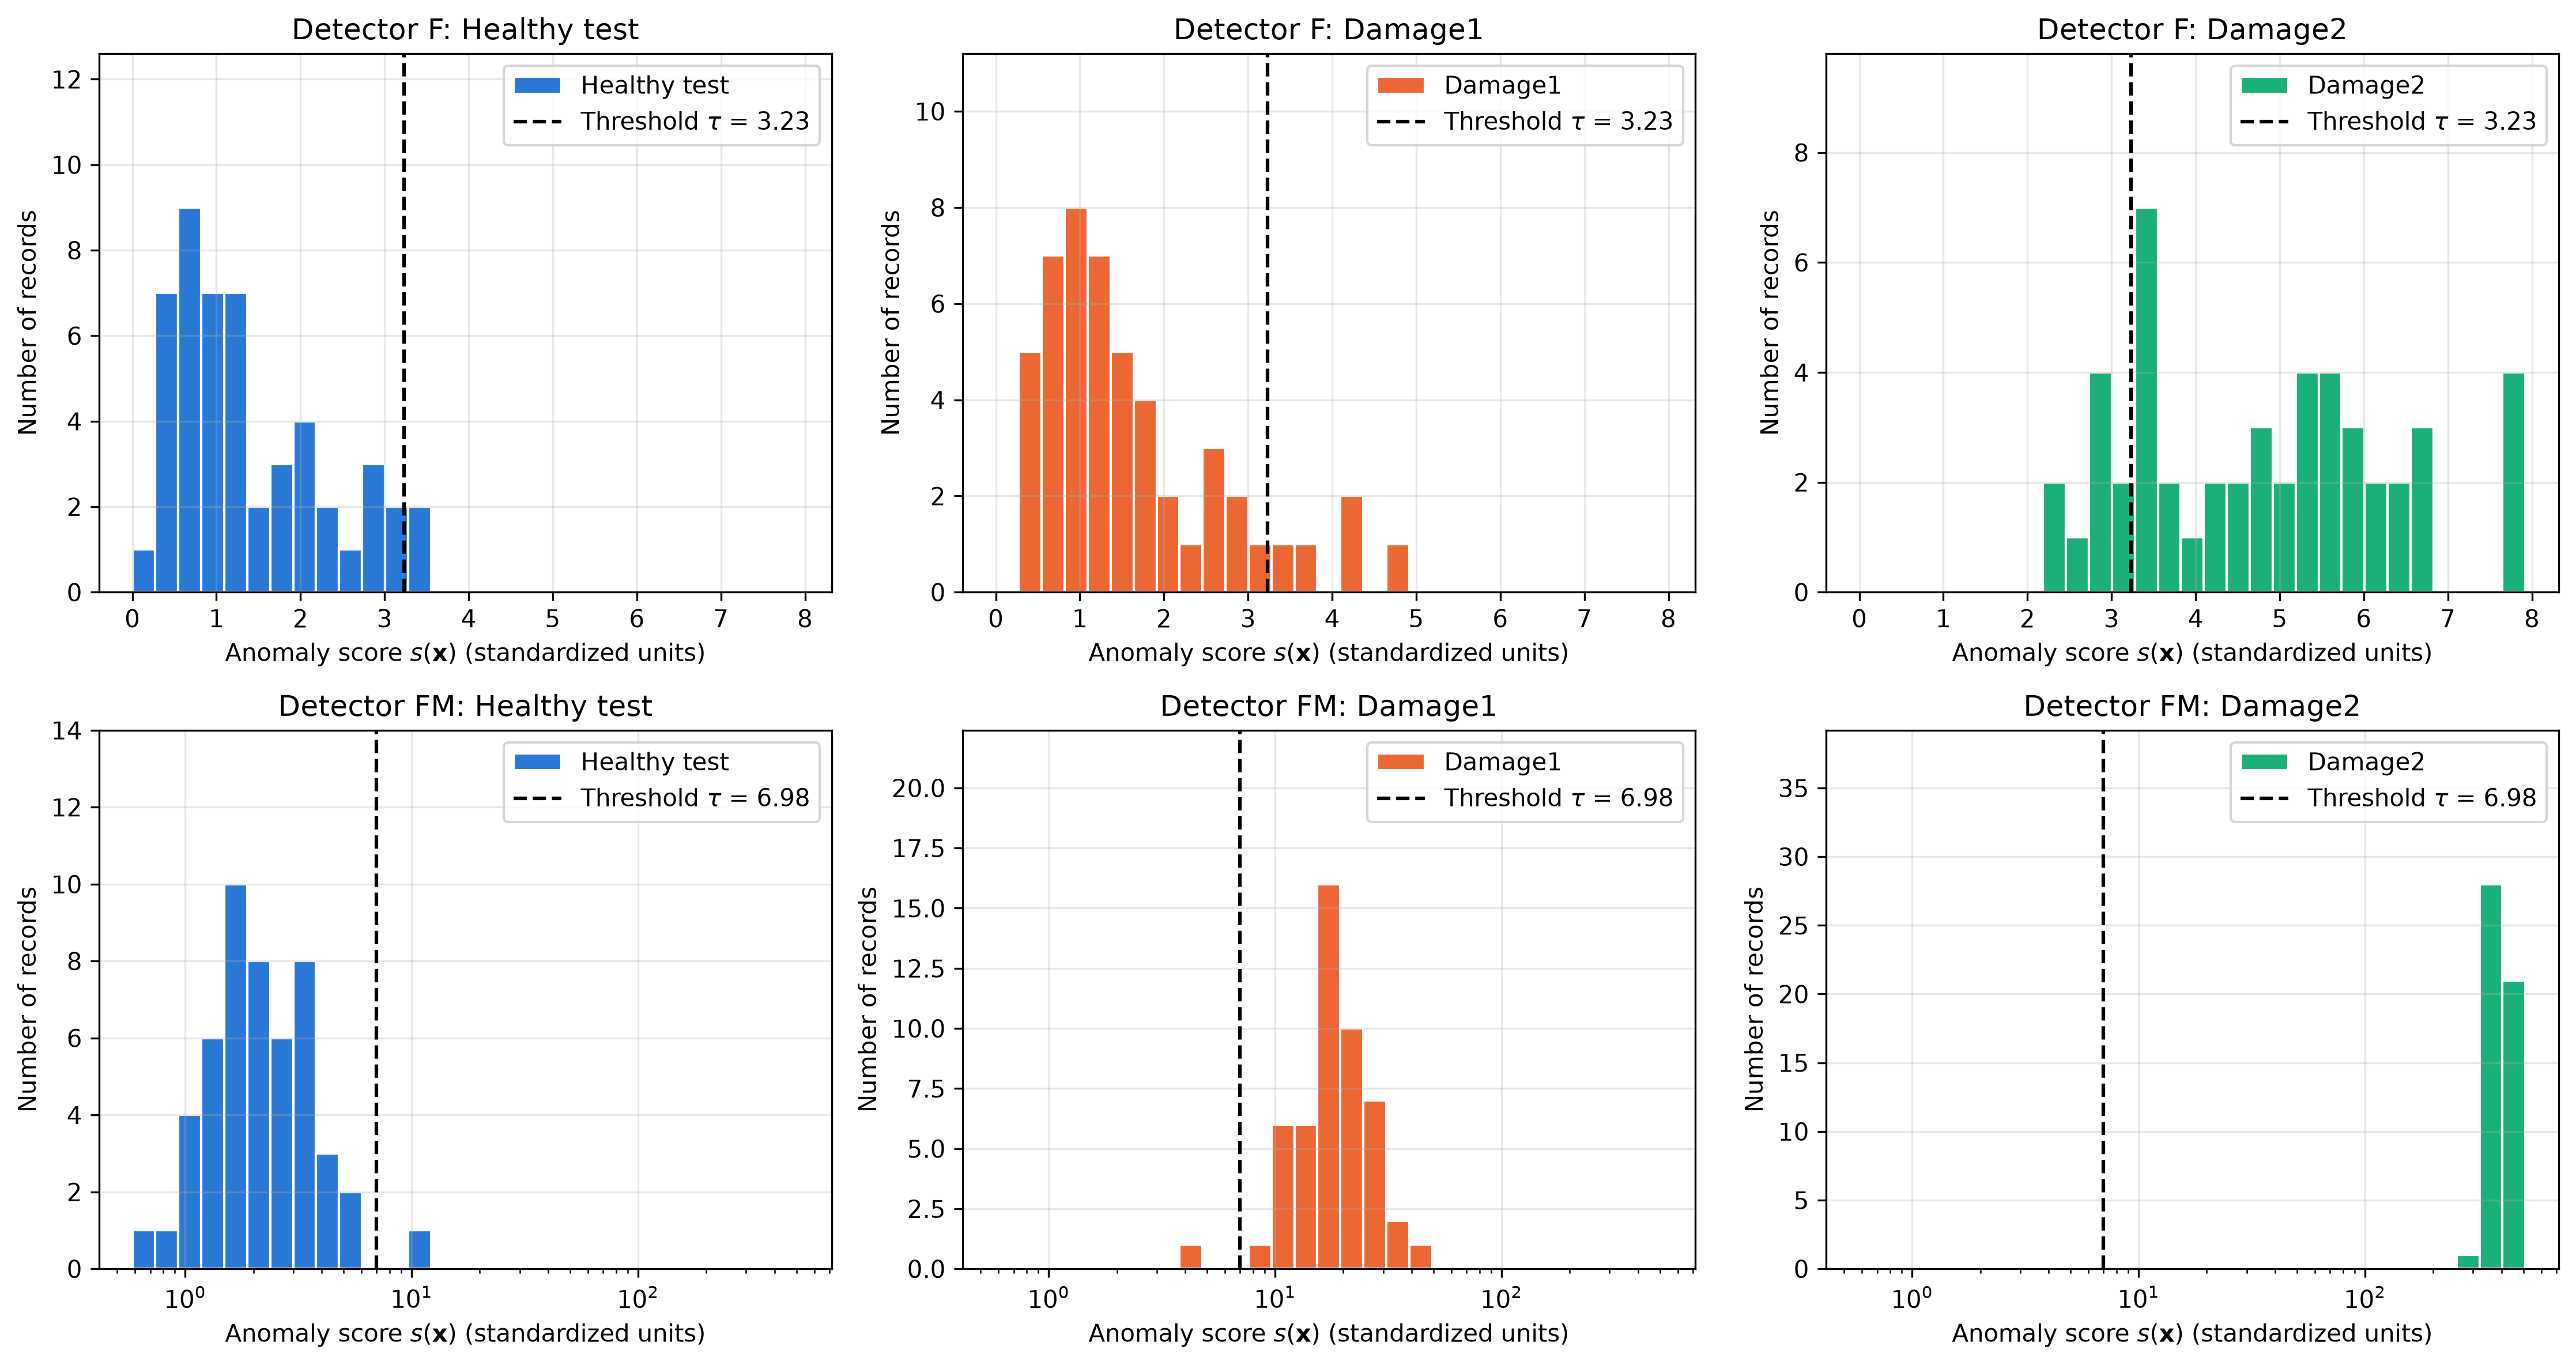 Detector F: Healthy test
Number of records
12
10
8
6
4
2
0
Healthy test
Threshold τ = 3.23
0 1 2 3 4 5 6 7 8
Anomaly score s(x) (standardized units)
Detector F: Damage1
Number of records
10
8
6
4
2
0
Damage1
Threshold τ = 3.23
0 1 2 3 4 5 6 7 8
Anomaly score s(x) (standardized units)
Detector F: Damage2
Number of records
8
6
4
2
0
Damage2
Threshold τ = 3.23
0 1 2 3 4 5 6 7 8
Anomaly score s(x) (standardized units)
Detector FM: Healthy test
Number of records
14
12
10
8
6
4
2
0
Healthy test
Threshold τ = 6.98
10⁰ 10¹ 10²
Anomaly score s(x) (standardized units)
Detector FM: Damage1
Number of records
20.0
17.5
15.0
12.5
10.0
7.5
5.0
2.5
0.0
Damage1
Threshold τ = 6.98
10⁰ 10¹ 10²
Anomaly score s(x) (standardized units)
Detector FM: Damage2
Number of records
35
30
25
20
15
10
5
0
Damage2
Threshold τ = 6.98
10⁰ 10¹ 10²
Anomaly score s(x) (standardized units)